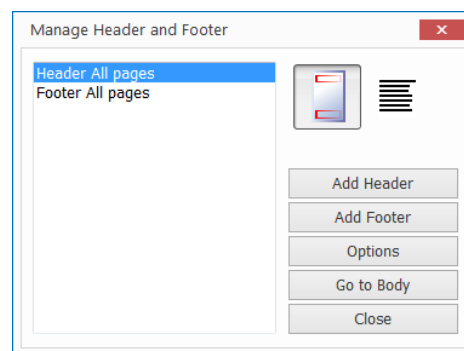 Manage Header and Footer
Header All pages
Footer All pages
Add Header
Add Footer
Options
Go to Body
Close